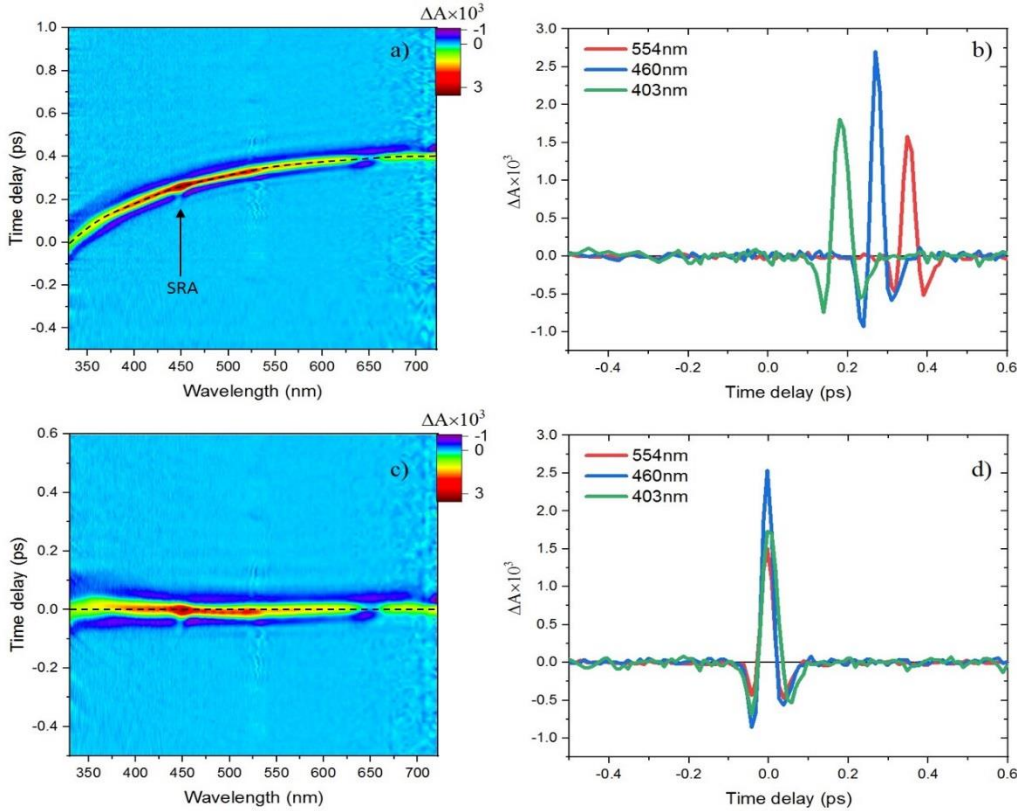 ΔA×10³
-1
0
3
a)
1.0
0.8
0.6
0.4
0.2
0.0
-0.2
-0.4
Time delay (ps)
SRA
350 400 450 500 550 600 650 700
Wavelength (nm)
b)
554nm
460nm
403nm
3.0
2.5
2.0
1.5
1.0
0.5
0.0
-0.5
-1.0
ΔA×10³
-0.4 -0.2 0.0 0.2 0.4 0.6
Time delay (ps)
ΔA×10³
-1
0
3
c)
0.6
0.4
0.2
0.0
-0.2
-0.4
Time delay (ps)
350 400 450 500 550 600 650 700
Wavelength (nm)
d)
554nm
460nm
403nm
3.0
2.5
2.0
1.5
1.0
0.5
0.0
-0.5
-1.0
ΔA×10³
-0.4 -0.2 0.0 0.2 0.4 0.6
Time delay (ps)